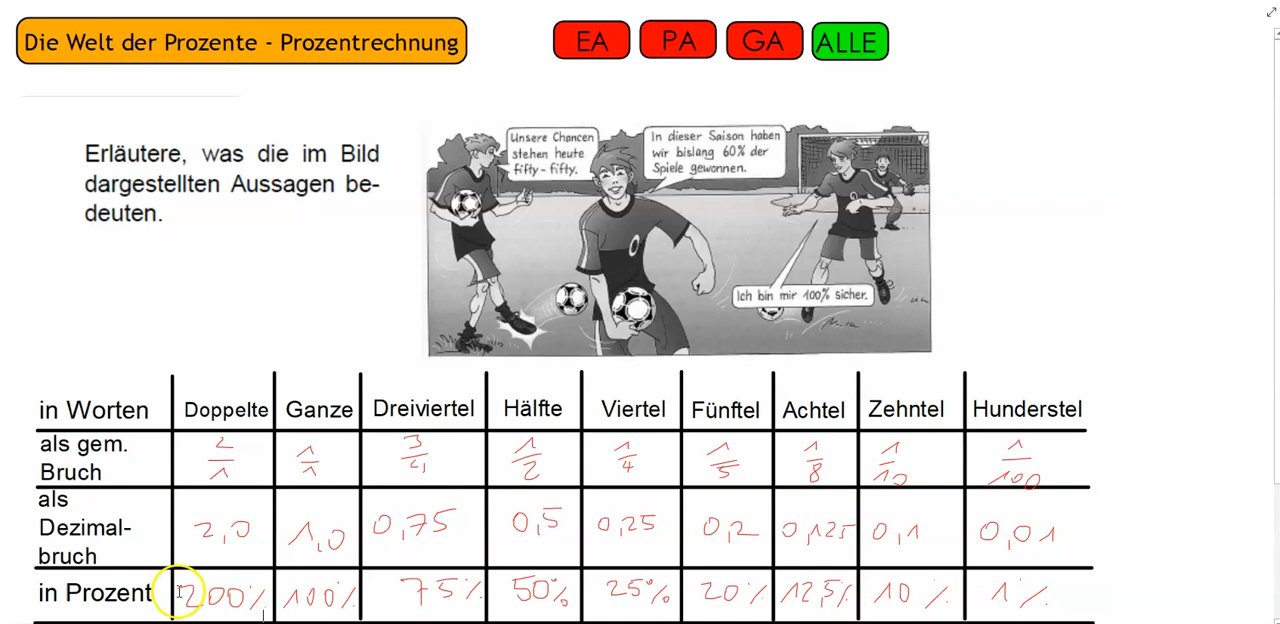 Die Welt der Prozente - Prozentrechnung
EA PA GA ALLE
Erläutere, was die im Bild
dargestellten Aussagen be-
deuten.
Unsere Chancen
stehen heute
fifty-fifty.
In dieser Saison haben
wir bislang 60% der
Spiele gewonnen.
Ich bin mir 100% sicher.
in Worten Doppelte Ganze Dreiviertel Hälfte Viertel Fünftel Achtel Zehntel Hunderstel
als gem.
Bruch 2/1 1/1 3/4 1/2 1/4 1/5 1/8 1/10 1/100
als
Dezimal-
bruch 2,0 1,0 0,75 0,5 0,25 0,2 0,125 0,1 0,01
in Prozent 200% 100% 75% 50% 25% 20% 12,5% 10% 1%